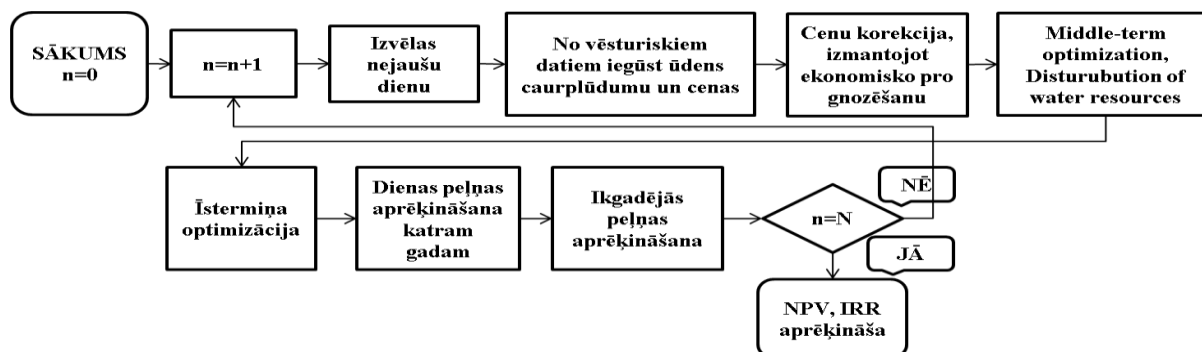 SĀKUMS
n=0
n=n+1
Izvēlas
nejaušu
dienu
No vēsturiskiem
datiem iegūst ūdens
caurplūdumu un cenas
Cenu korekcija,
izmantojot
ekonomisko pro
gnozēšanu
Middle-term
optimization,
Disturubution of
water resources
Īstermiņa
optimizācija
Dienas peļņas
aprēķināšana
katram
gadam
Ikgadējās
peļņas
aprēķināšana
n=N
NĒ
JĀ
NPV, IRR
aprēķināša